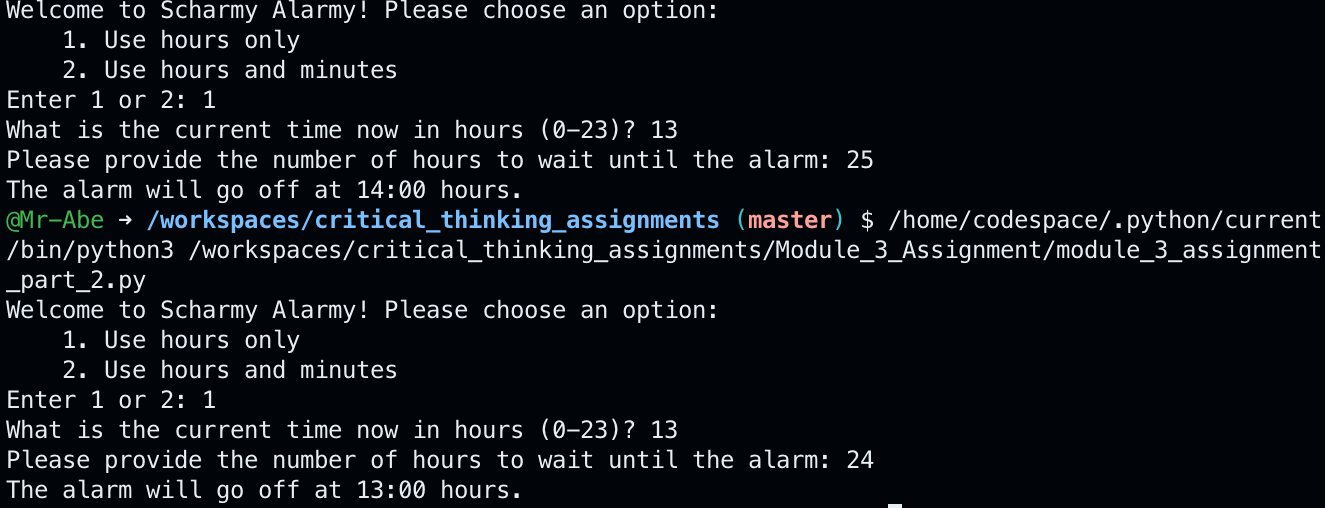 Welcome to Scharmy Alarmy! Please choose an option:
    1. Use hours only
    2. Use hours and minutes
Enter 1 or 2: 1
What is the current time now in hours (0-23)? 13
Please provide the number of hours to wait until the alarm: 25
The alarm will go off at 14:00 hours.
@Mr-Abe ➜ /workspaces/critical_thinking_assignments (master) $ /home/codespace/.python/current
/bin/python3 /workspaces/critical_thinking_assignments/Module_3_Assignment/module_3_assignment
_part_2.py
Welcome to Scharmy Alarmy! Please choose an option:
    1. Use hours only
    2. Use hours and minutes
Enter 1 or 2: 1
What is the current time now in hours (0-23)? 13
Please provide the number of hours to wait until the alarm: 24
The alarm will go off at 13:00 hours.